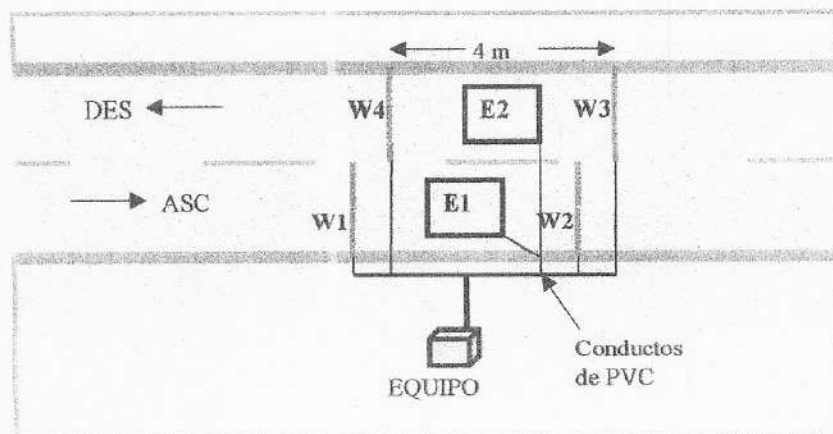 4 m
DES
W4
E2
W3
ASC
W1
E1
W2
EQUIPO
Conductos
de PVC